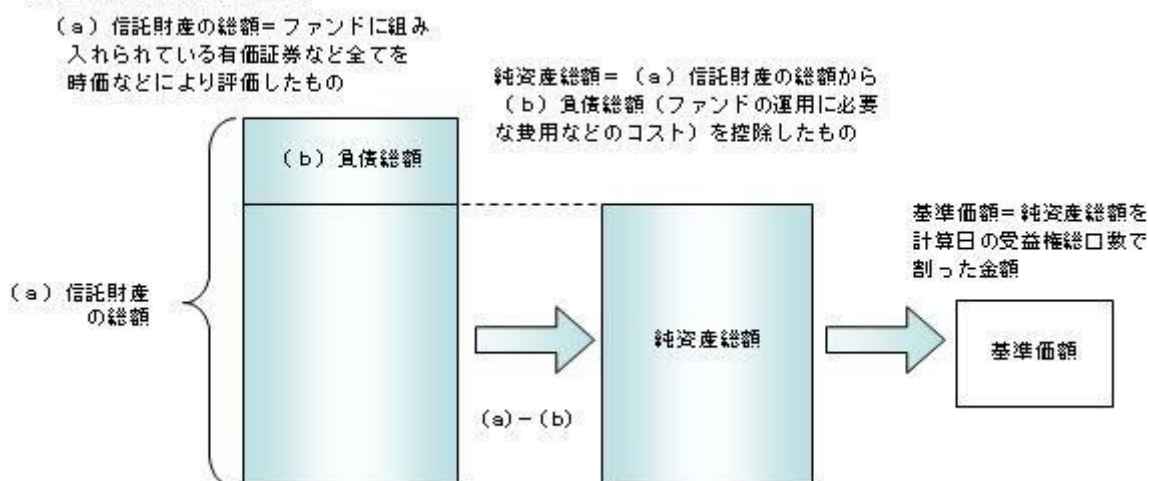 （a）信託財産の総額＝ファンドに組み
入れられている有価証券など全てを
時価などにより評価したもの
純資産総額＝（a）信託財産の総額から
（b）負債総額（ファンドの運用に必要
な費用などのコスト）を控除したもの
（b）負債総額
基準価額＝純資産総額を
計算日の受益権総口数で
割った金額
（a）信託財産
の総額
純資産総額
基準価額
(a)－(b)